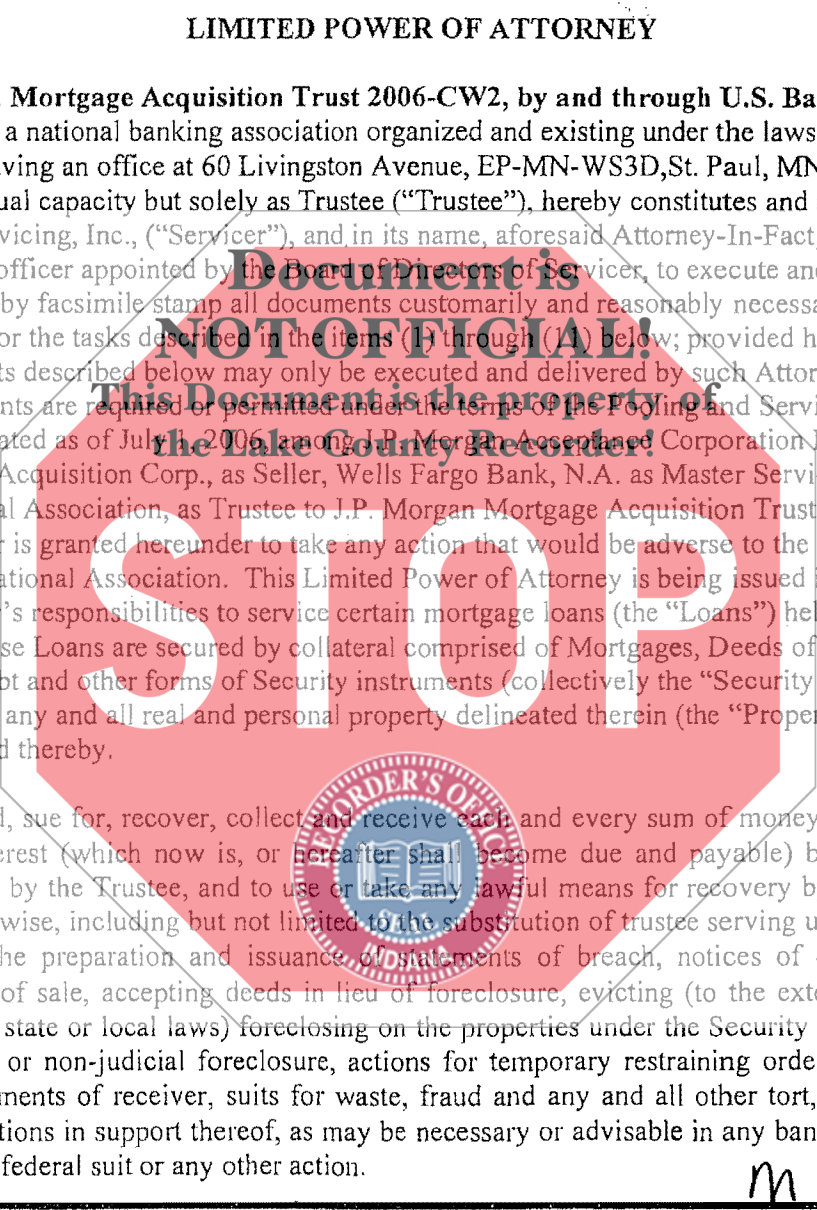 LIMITED POWER OF ATTORNEY
Mortgage Acquisition Trust 2006-CW2, by and through U.S. Ba
a national banking association organized and existing under the laws
ving an office at 60 Livingston Avenue, EP-MN-WS3D,St. Paul, MN
ual capacity but solely as Trustee (“Trustee”), hereby constitutes and
vicing, Inc., (“Servicer”), and in its name, aforesaid Attorney-In-Fact,
officer appointed by the Board of Directors of Servicer, to execute an
Document is
by facsimile stamp all documents customarily and reasonably necessa
or the tasks described in the items (1) through (11) below; provided h
NOT OFFICIAL!
ts described below may only be executed and delivered by such Attor
This Document is the property of
nts are required or permitted under the terms of the Pooling and Servi
ated as of July 1, 2006, among J.P. Morgan Acceptance Corporation
the Lake County Recorder!
Acquisition Corp., as Seller, Wells Fargo Bank, N.A. as Master Servi
al Association, as Trustee to J.P. Morgan Mortgage Acquisition Trust
r is granted hereunder to take any action that would be adverse to the
ational Association. This Limited Power of Attorney is being issued
’s responsibilities to service certain mortgage loans (the “Loans”) hel
se Loans are secured by collateral comprised of Mortgages, Deeds of
bt and other forms of Security instruments (collectively the “Security
any and all real and personal property delineated therein (the “Proper
d thereby.
STOP
d, sue for, recover, collect and receive each and every sum of money
erest (which now is, or hereafter shall become due and payable) b
by the Trustee, and to use or take any lawful means for recovery b
wise, including but not limited to the substitution of trustee serving u
he preparation and issuance of statements of breach, notices of
of sale, accepting deeds in lieu of foreclosure, evicting (to the exte
state or local laws) foreclosing on the properties under the Security
or non-judicial foreclosure, actions for temporary restraining orde
ments of receiver, suits for waste, fraud and any and all other tort,
tions in support thereof, as may be necessary or advisable in any ban
federal suit or any other action.
RECORDER'S OFFICE
SEAL
INDIANA
m